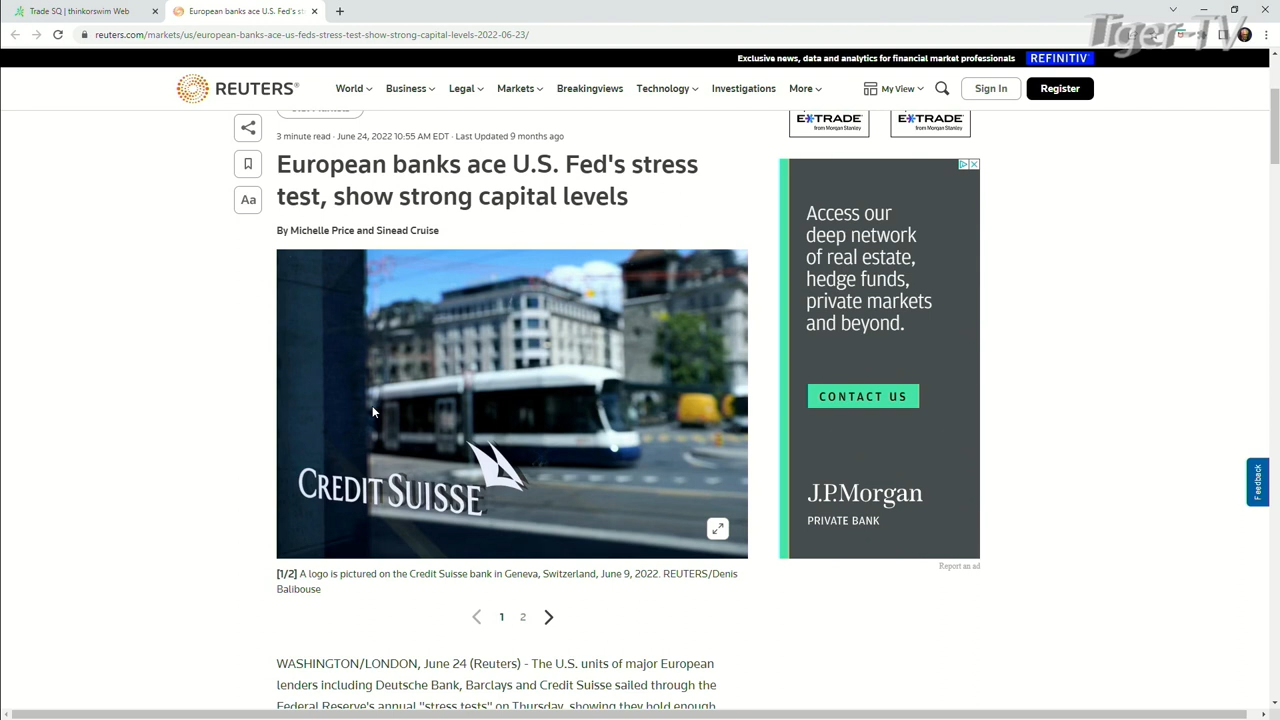 Trade SQ | thinkorswim Web
European banks ace U.S. Fed's st
Tiger TV
reuters.com/markets/us/european-banks-ace-us-feds-stress-test-show-strong-capital-levels-2022-06-23/
Exclusive news, data and analytics for financial market professionals REFINITIV
REUTERS®
World Business Legal Markets Breakingviews Technology Investigations More
My View Sign In Register
3 minute read · June 24, 2022 10:55 AM EDT · Last Updated 9 months ago
European banks ace U.S. Fed's stress
test, show strong capital levels
Aa
By Michelle Price and Sinead Cruise
CREDIT SUISSE
[1/2] A logo is pictured on the Credit Suisse bank in Geneva, Switzerland, June 9, 2022. REUTERS/Denis
Balibouse
1 2
WASHINGTON/LONDON, June 24 (Reuters) - The U.S. units of major European
lenders including Deutsche Bank, Barclays and Credit Suisse sailed through the
Federal Reserve's annual "stress tests" on Thursday, showing they hold enough
E*TRADE
from Morgan Stanley
E*TRADE
from Morgan Stanley
Access our
deep network
of real estate,
hedge funds,
private markets
and beyond.
CONTACT US
J.P.Morgan
PRIVATE BANK
Report an ad
Feedback